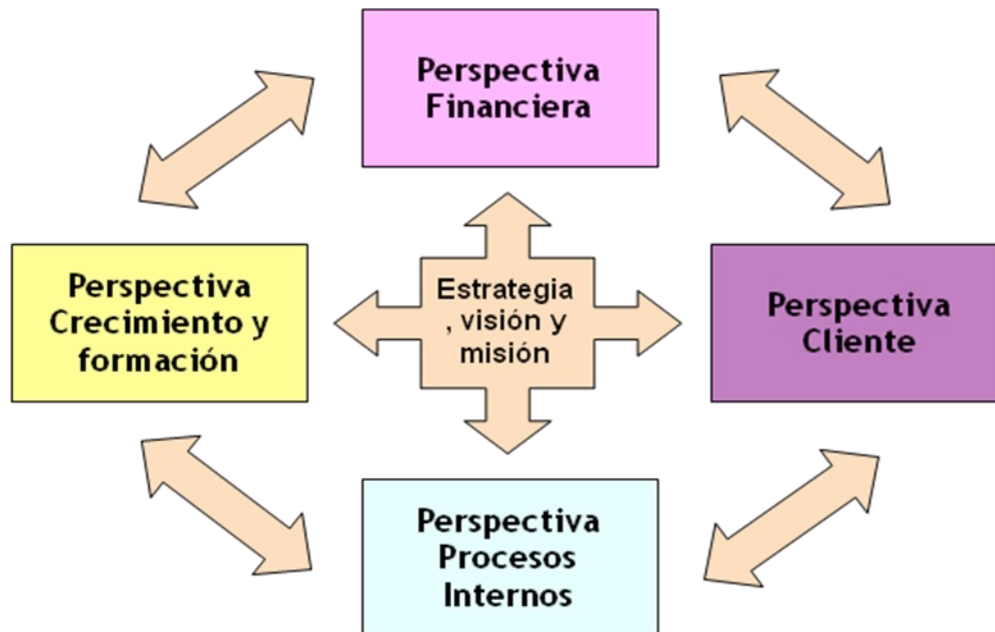 Perspectiva
Financiera
Perspectiva
Crecimiento y
formación
Estrategia
, visión y
misión
Perspectiva
Cliente
Perspectiva
Procesos
Internos